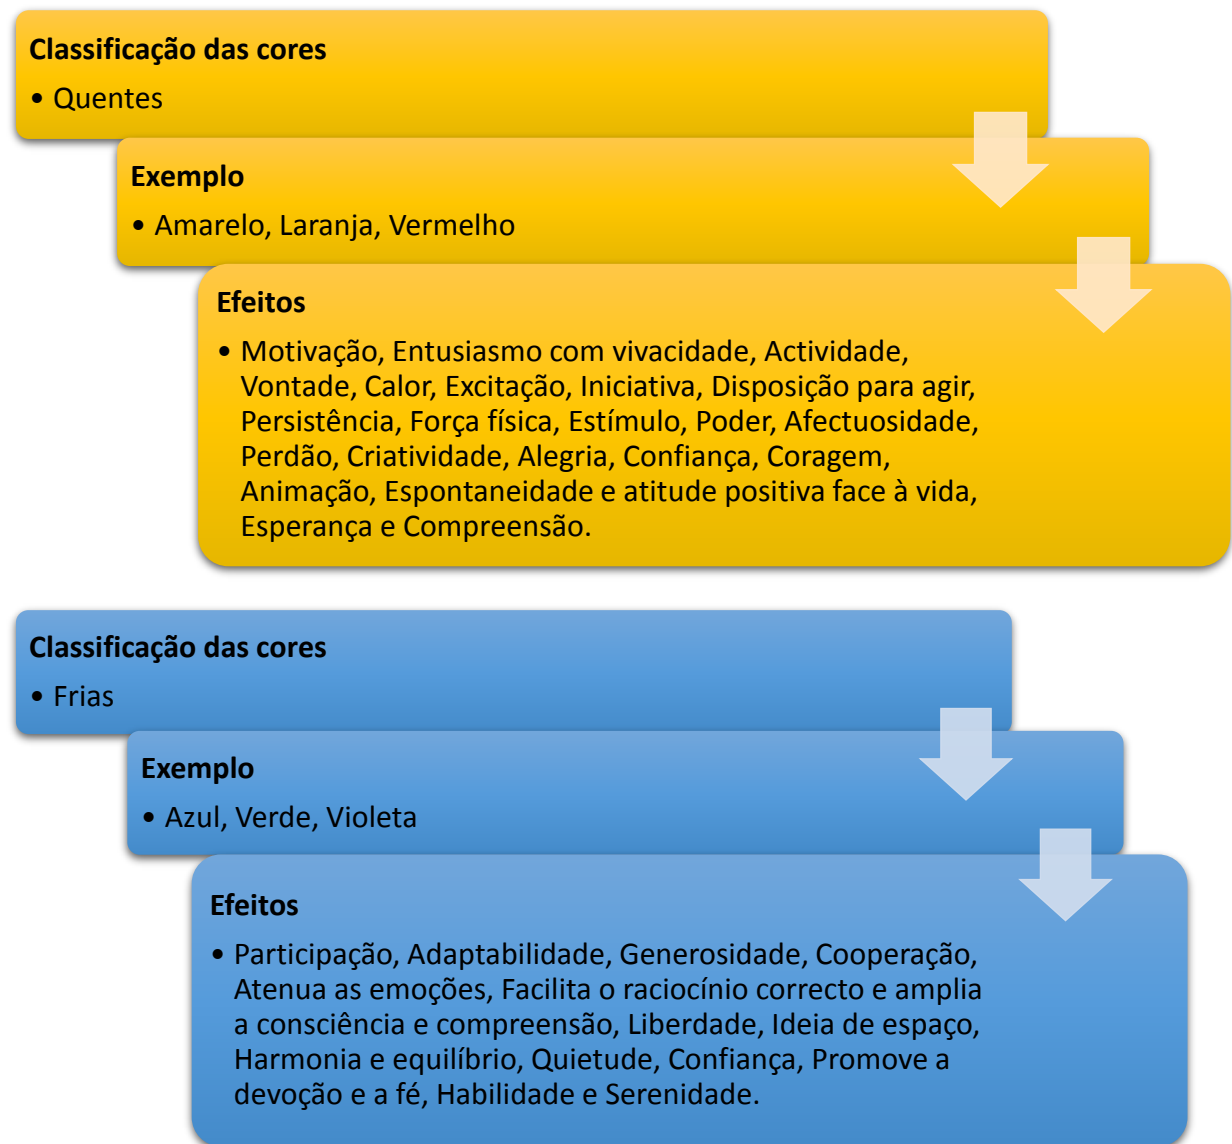 Classificação das cores
• Quentes
Exemplo
• Amarelo, Laranja, Vermelho
Efeitos
• Motivação, Entusiasmo com vivacidade, Actividade,
Vontade, Calor, Excitação, Iniciativa, Disposição para agir,
Persistência, Força física, Estímulo, Poder, Afectuosidade,
Perdão, Criatividade, Alegria, Confiança, Coragem,
Animação, Espontaneidade e atitude positiva face à vida,
Esperança e Compreensão.
Classificação das cores
• Frias
Exemplo
• Azul, Verde, Violeta
Efeitos
• Participação, Adaptabilidade, Generosidade, Cooperação,
Atenua as emoções, Facilita o raciocínio correcto e amplia
a consciência e compreensão, Liberdade, Ideia de espaço,
Harmonia e equilíbrio, Quietude, Confiança, Promove a
devoção e a fé, Habilidade e Serenidade.